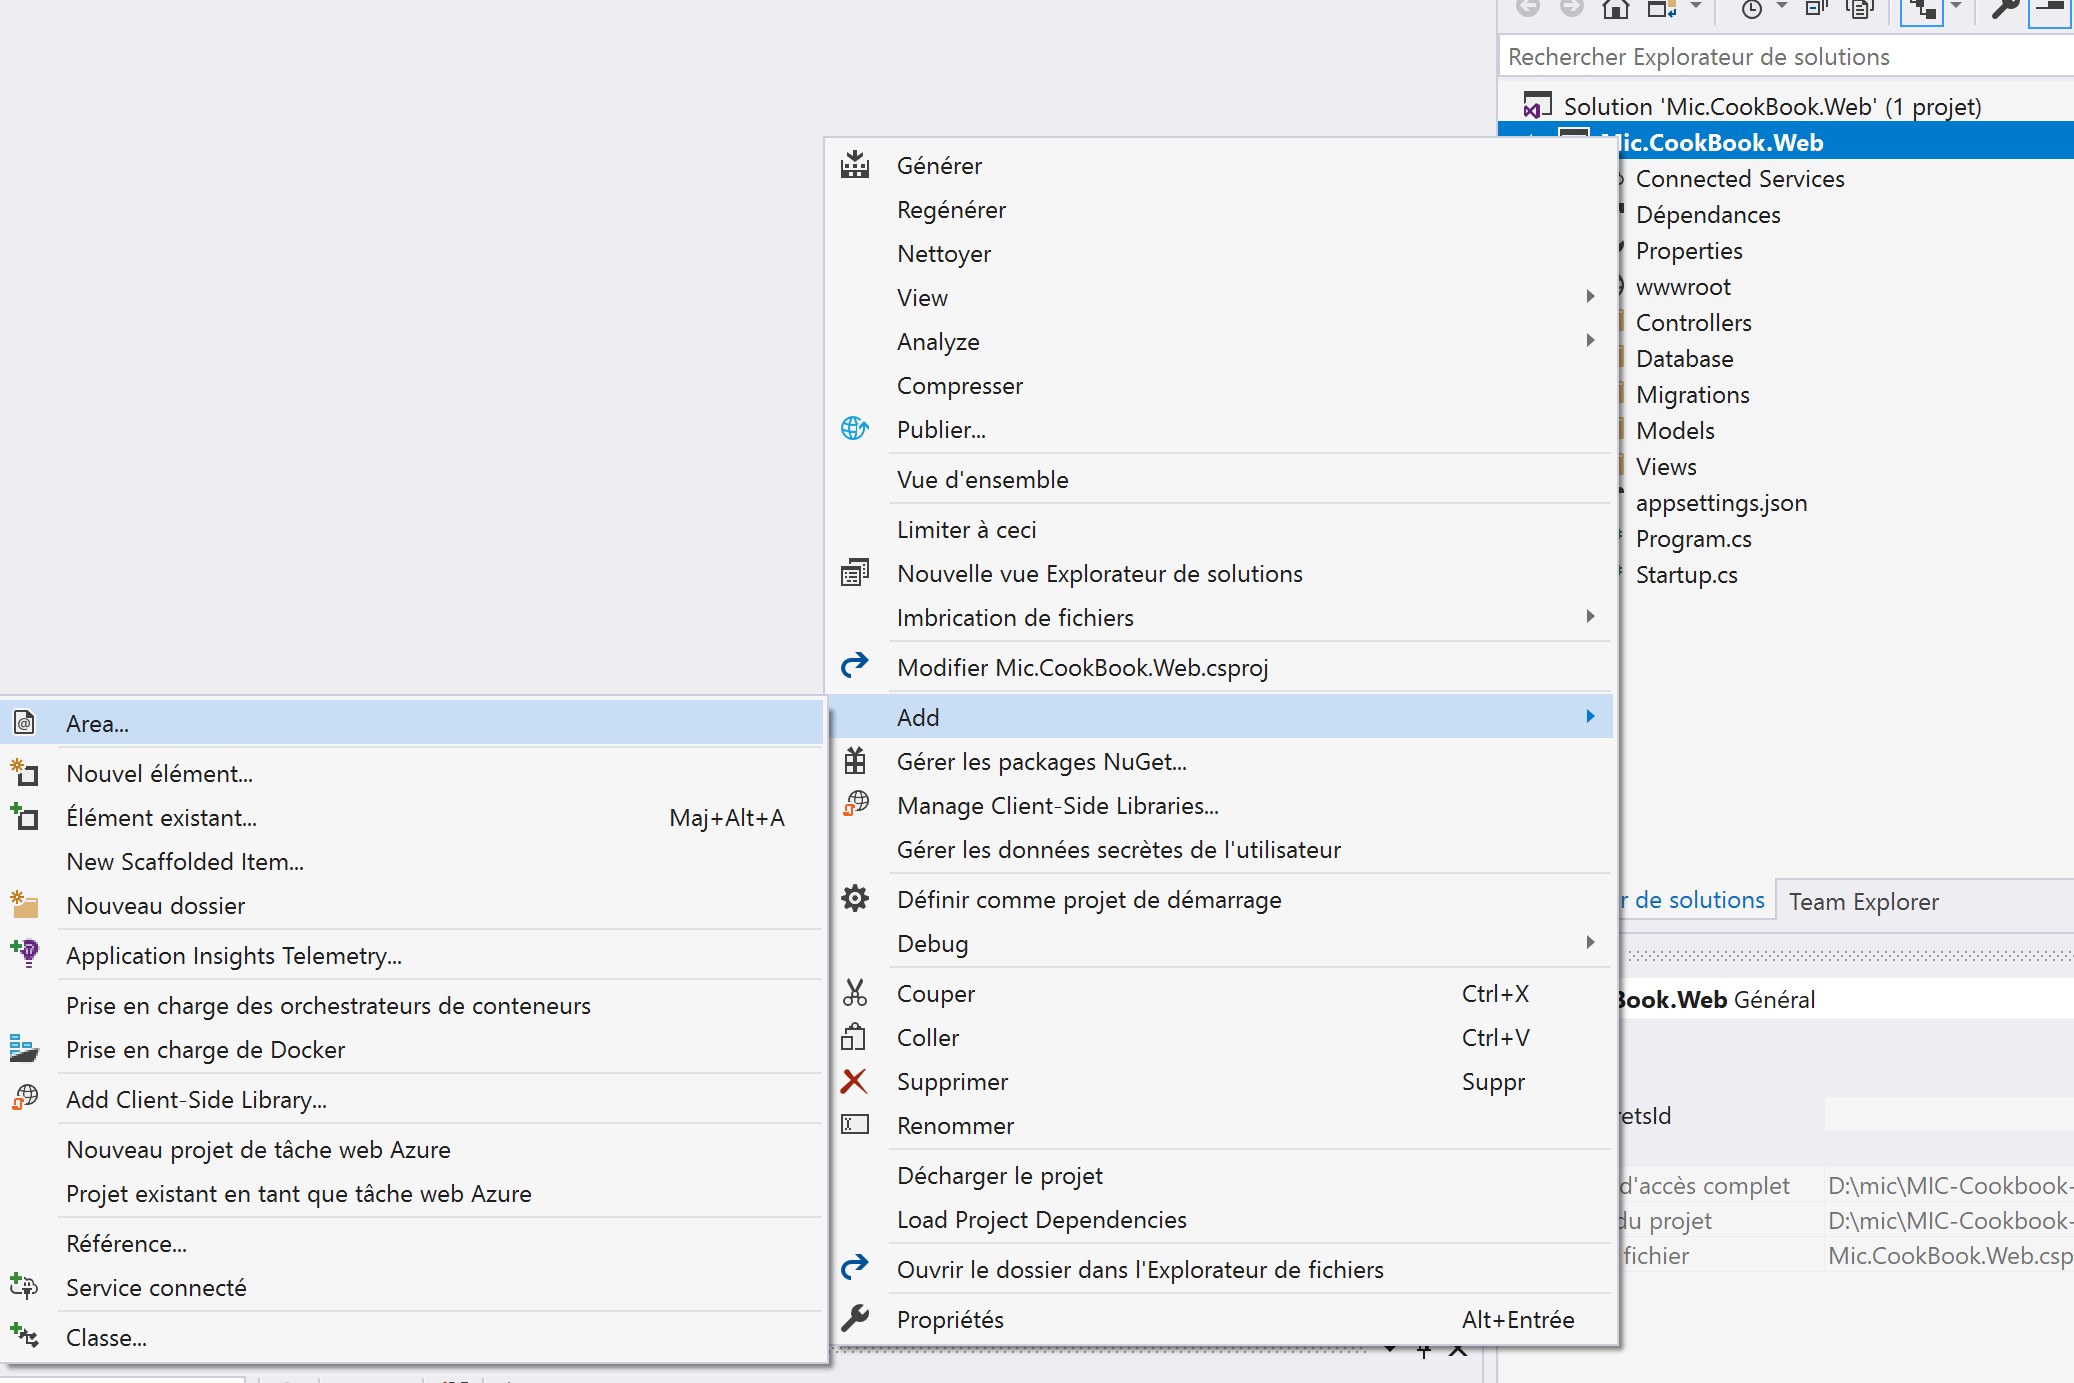 Rechercher Explorateur de solutions
Solution 'Mic.CookBook.Web' (1 projet)
ic.CookBook.Web
Connected Services
Dépendances
Properties
wwwroot
Controllers
Database
Migrations
Models
Views
appsettings.json
Program.cs
Startup.cs
Générer
Regénérer
Nettoyer
View
Analyze
Compresser
Publier...
Vue d'ensemble
Limiter à ceci
Nouvelle vue Explorateur de solutions
Imbrication de fichiers
Modifier Mic.CookBook.Web.csproj
Add
Gérer les packages NuGet...
Manage Client-Side Libraries...
Gérer les données secrètes de l'utilisateur
Définir comme projet de démarrage
Debug
Couper Ctrl+X
Coller Ctrl+V
Supprimer Suppr
Renommer
Décharger le projet
Load Project Dependencies
Ouvrir le dossier dans l'Explorateur de fichiers
Propriétés Alt+Entrée
Area...
Nouvel élément...
Élément existant... Maj+Alt+A
New Scaffolded Item...
Nouveau dossier
Application Insights Telemetry...
Prise en charge des orchestrateurs de conteneurs
Prise en charge de Docker
Add Client-Side Library...
Nouveau projet de tâche web Azure
Projet existant en tant que tâche web Azure
Référence...
Service connecté
Classe...
r de solutions Team Explorer
Book.Web Général
etsId
d'accès complet D:\mic\MIC-Cookbook-
du projet D:\mic\MIC-Cookbook-
fichier Mic.CookBook.Web.csp